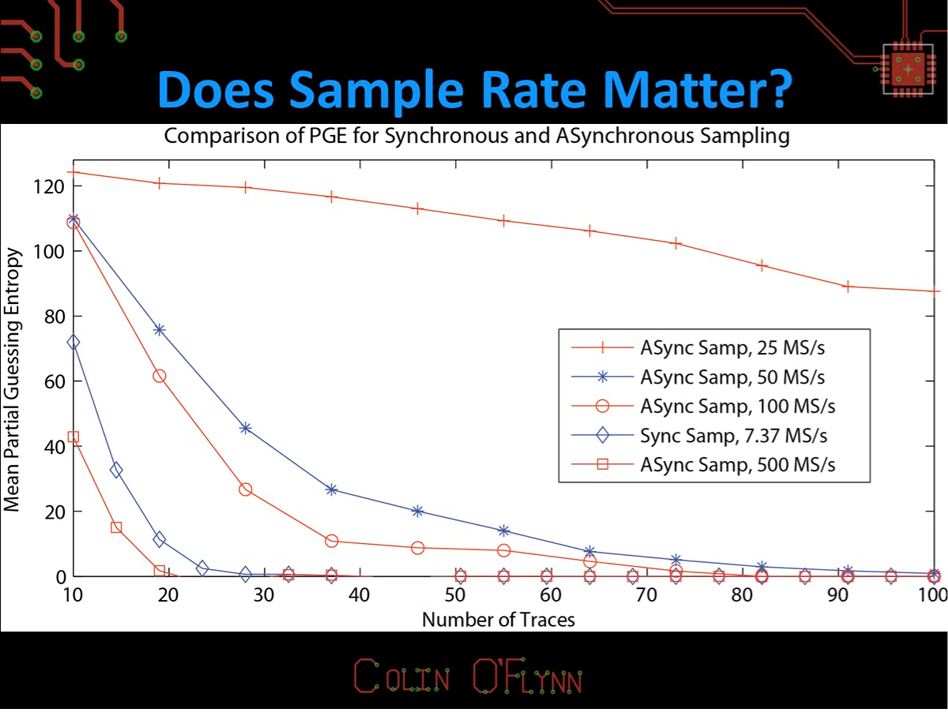 Does Sample Rate Matter?
Comparison of PGE for Synchronous and ASynchronous Sampling
120
100
80
60
40
20
0
Mean Partial Guessing Entropy
ASync Samp, 25 MS/s
ASync Samp, 50 MS/s
ASync Samp, 100 MS/s
Sync Samp, 7.37 MS/s
ASync Samp, 500 MS/s
10 20 30 40 50 60 70 80 90 100
Number of Traces
COLIN O'FLYNN